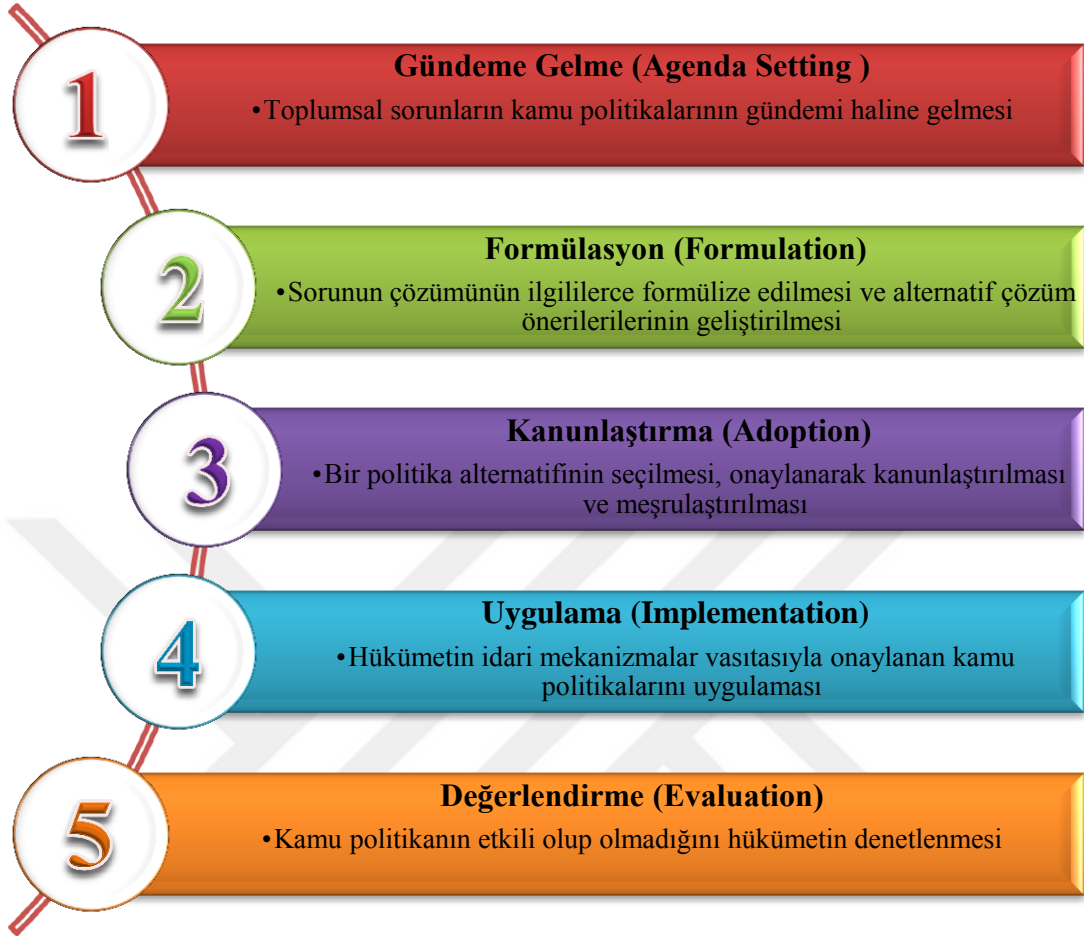 1
Gündeme Gelme (Agenda Setting )
•Toplumsal sorunların kamu politikalarının gündemi haline gelmesi
2
Formülasyon (Formulation)
•Sorunun çözümünün ilgililerce formülize edilmesi ve alternatif çözüm
önerilerilerinin geliştirilmesi
3
Kanunlaştırma (Adoption)
•Bir politika alternatifinin seçilmesi, onaylanarak kanunlaştırılması
ve meşrulaştırılması
4
Uygulama (Implementation)
•Hükümetin idari mekanizmalar vasıtasıyla onaylanan kamu
politikalarını uygulaması
5
Değerlendirme (Evaluation)
•Kamu politikanın etkili olup olmadığını hükümetin denetlenmesi